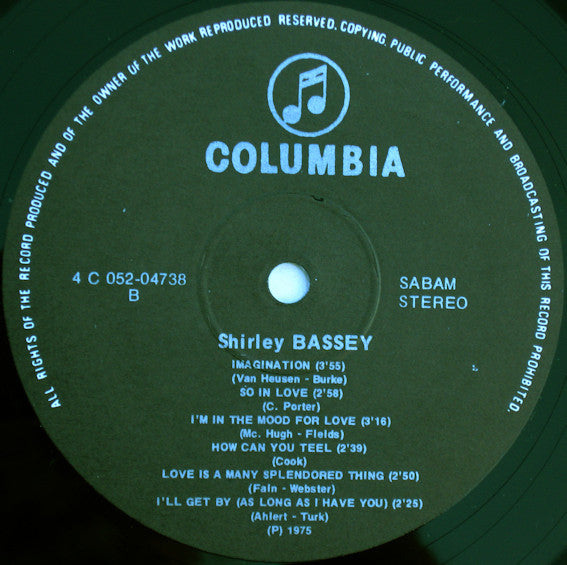 ALL RIGHTS OF THE RECORD PRODUCED AND OF THE OWNER OF THE WORK REPRODUCED RESERVED. COPYING, PUBLIC PERFORMANCE AND BROADCASTING OF THIS RECORD PROHIBITED.
COLUMBIA
4 C 052-04738
B
SABAM
STEREO
Shirley BASSEY
IMAGINATION (3'55)
(Van Heusen - Burke)
SO IN LOVE (2'58)
(C. Porter)
I'M IN THE MOOD FOR LOVE (3'16)
(Mc. Hugh - Fields)
HOW CAN YOU TEEL (2'39)
(Cook)
LOVE IS A MANY SPLENDORED THING (2'50)
(Fain - Webster)
I'LL GET BY (AS LONG AS I HAVE YOU) (2'25)
(Ahlert - Turk)
(P) 1975